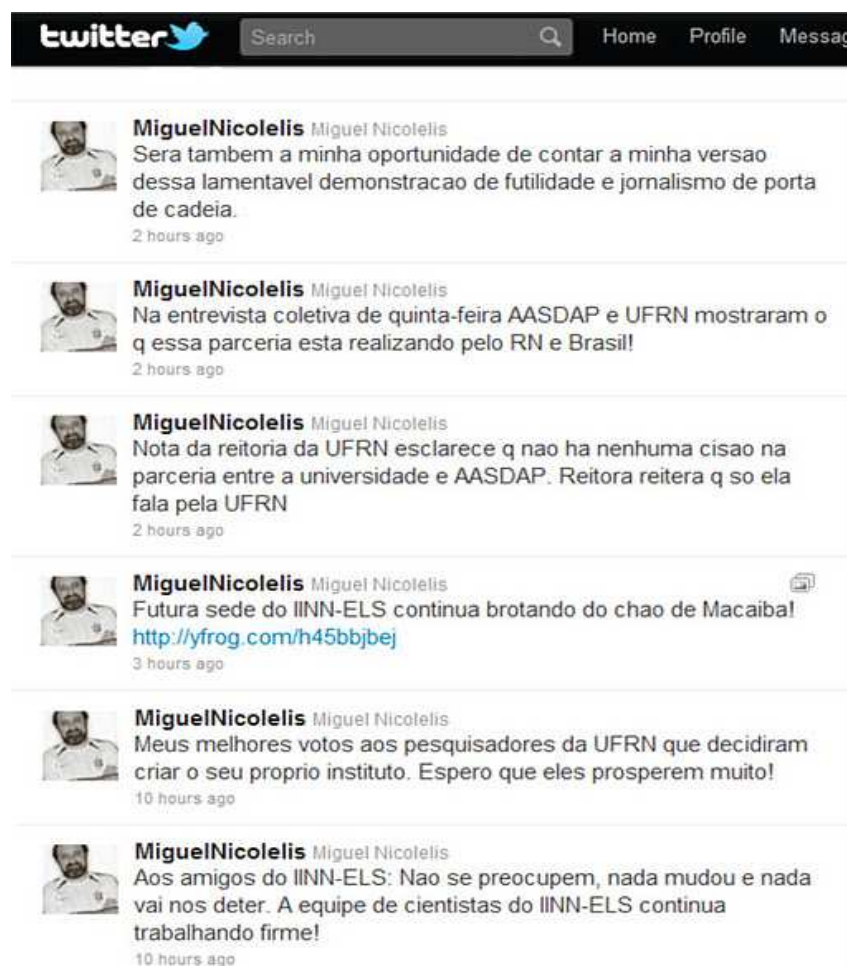 twitter Search Home Profile Messag
MiguelNicolelis Miguel Nicolelis
Sera tambem a minha oportunidade de contar a minha versao
dessa lamentavel demonstracao de futilidade e jornalismo de porta
de cadeia.
2 hours ago
MiguelNicolelis Miguel Nicolelis
Na entrevista coletiva de quinta-feira AASDAP e UFRN mostraram o
q essa parceria esta realizando pelo RN e Brasil!
2 hours ago
MiguelNicolelis Miguel Nicolelis
Nota da reitoria da UFRN esclarece q nao ha nenhuma cisao na
parceria entre a universidade e AASDAP. Reitora reitera q so ela
fala pela UFRN
2 hours ago
MiguelNicolelis Miguel Nicolelis
Futura sede do IINN-ELS continua brotando do chao de Macaiba!
http://yfrog.com/h45bbjbej
3 hours ago
MiguelNicolelis Miguel Nicolelis
Meus melhores votos aos pesquisadores da UFRN que decidiram
criar o seu proprio instituto. Espero que eles prosperem muito!
10 hours ago
MiguelNicolelis Miguel Nicolelis
Aos amigos do IINN-ELS: Nao se preocupem, nada mudou e nada
vai nos deter. A equipe de cientistas do IINN-ELS continua
trabalhando firme!
10 hours ago